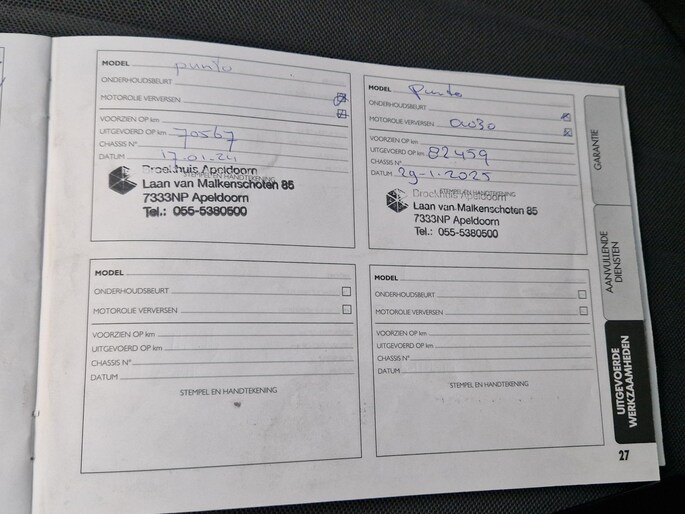 MODEL punto
ONDERHOUDSBEURT
MOTOROLIE VERVERSEN
VOORZIEN OP km
UITGEVOERD OP km 70567
CHASSIS N°
DATUM 17.01.24
STEMPEL EN HANDTEKENING
Broekhuis Apeldoorn
Laan van Malkenschoten 85
7333NP Apeldoorn
Tel.: 055-5380500
MODEL Punto
ONDERHOUDSBEURT
MOTOROLIE VERVERSEN 0W30
VOORZIEN OP km
UITGEVOERD OP km 82459
CHASSIS N°
DATUM 29-1-2025
STEMPEL EN HANDTEKENING
Broekhuis Apeldoorn
Laan van Malkenschoten 85
7333NP Apeldoorn
Tel.: 055-5380500
MODEL
ONDERHOUDSBEURT
MOTOROLIE VERVERSEN
VOORZIEN OP km
UITGEVOERD OP km
CHASSIS N°
DATUM
STEMPEL EN HANDTEKENING
MODEL
ONDERHOUDSBEURT
MOTOROLIE VERVERSEN
VOORZIEN OP km
UITGEVOERD OP km
CHASSIS N°
DATUM
STEMPEL EN HANDTEKENING
GARANTIE
AANVULLENDE
DIENSTEN
UITGEVOERDE
WERKZAAMHEDEN
27